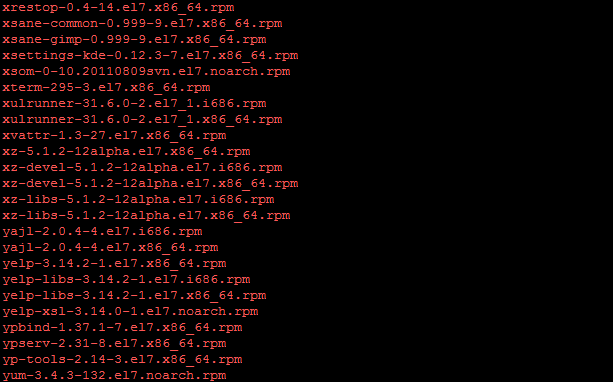 xrestop-0.4-14.el7.x86_64.rpm
xsane-common-0.999-9.el7.x86_64.rpm
xsane-gimp-0.999-9.el7.x86_64.rpm
xsettings-kde-0.12.3-7.el7.x86_64.rpm
xsom-0-10.20110809svn.el7.noarch.rpm
xterm-295-3.el7.x86_64.rpm
xulrunner-31.6.0-2.el7_1.i686.rpm
xulrunner-31.6.0-2.el7_1.x86_64.rpm
xvattr-1.3-27.el7.x86_64.rpm
xz-5.1.2-12alpha.el7.x86_64.rpm
xz-devel-5.1.2-12alpha.el7.i686.rpm
xz-devel-5.1.2-12alpha.el7.x86_64.rpm
xz-libs-5.1.2-12alpha.el7.i686.rpm
xz-libs-5.1.2-12alpha.el7.x86_64.rpm
yajl-2.0.4-4.el7.i686.rpm
yajl-2.0.4-4.el7.x86_64.rpm
yelp-3.14.2-1.el7.x86_64.rpm
yelp-libs-3.14.2-1.el7.i686.rpm
yelp-libs-3.14.2-1.el7.x86_64.rpm
yelp-xsl-3.14.0-1.el7.noarch.rpm
ypbind-1.37.1-7.el7.x86_64.rpm
ypserv-2.31-8.el7.x86_64.rpm
yp-tools-2.14-3.el7.x86_64.rpm
yum-3.4.3-132.el7.noarch.rpm